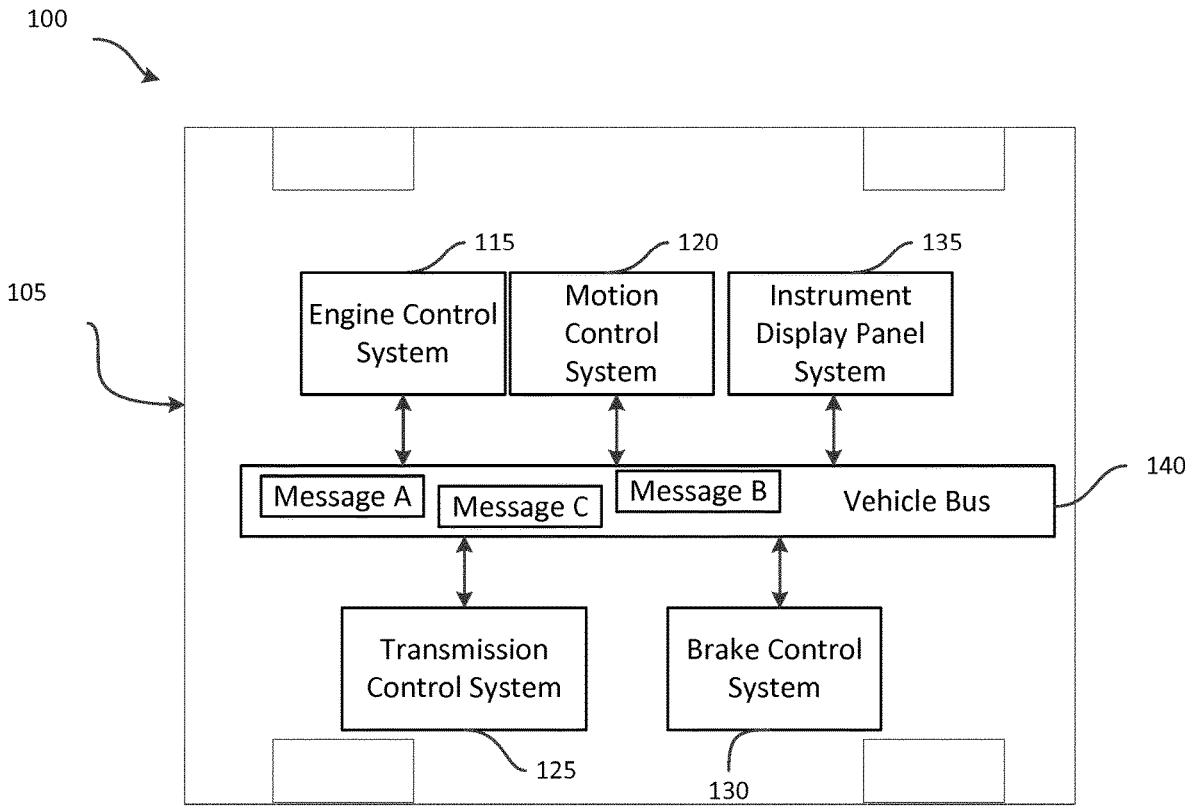 100
115
120
135
105
Engine Control
System
Motion
Control
System
Instrument
Display Panel
System
140
Message A
Message C
Message B
Vehicle Bus
Transmission
Control System
Brake Control
System
125
130